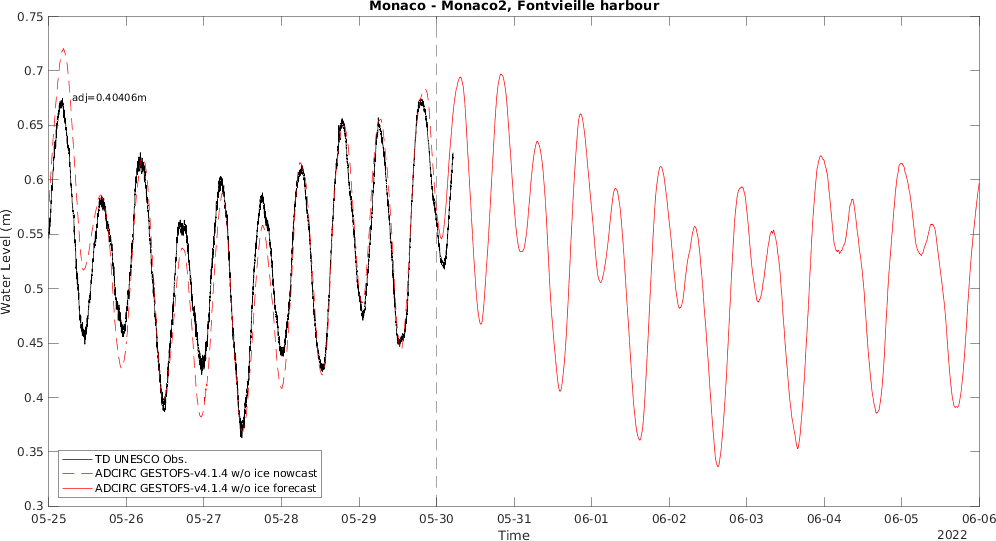 Monaco - Monaco2, Fontvieille harbour
0.75
0.7
adj=0.40406m
0.65
0.6
0.55
0.5
0.45
0.4
0.35
0.3
Water Level (m)
TD UNESCO Obs.
ADCIRC GESTOFS-v4.1.4 w/o ice nowcast
ADCIRC GESTOFS-v4.1.4 w/o ice forecast
05-25 05-26 05-27 05-28 05-29 05-30 05-31 06-01 06-02 06-03 06-04 06-05 06-06
Time
2022